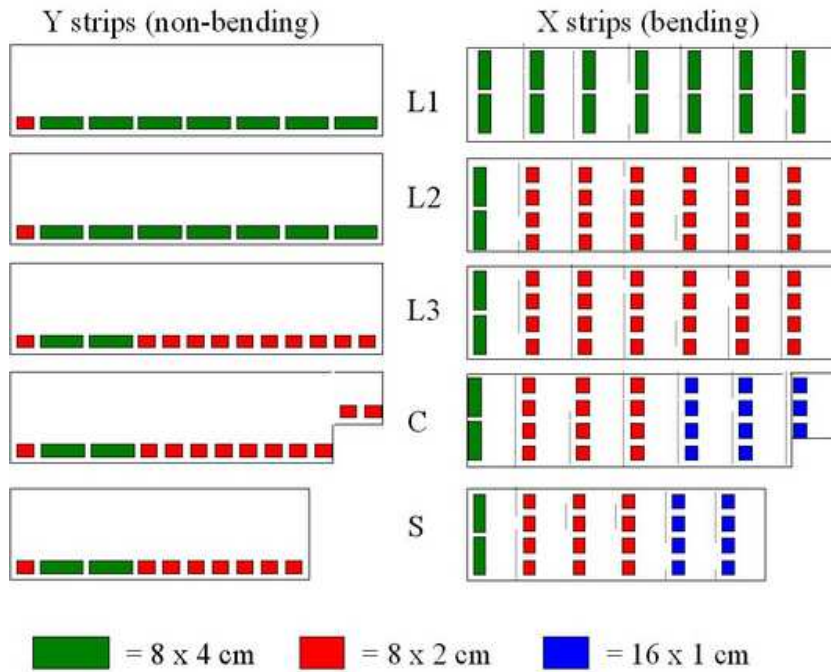 Y strips (non-bending) X strips (bending)
L1
L2
L3
C
S
= 8 x 4 cm = 8 x 2 cm = 16 x 1 cm